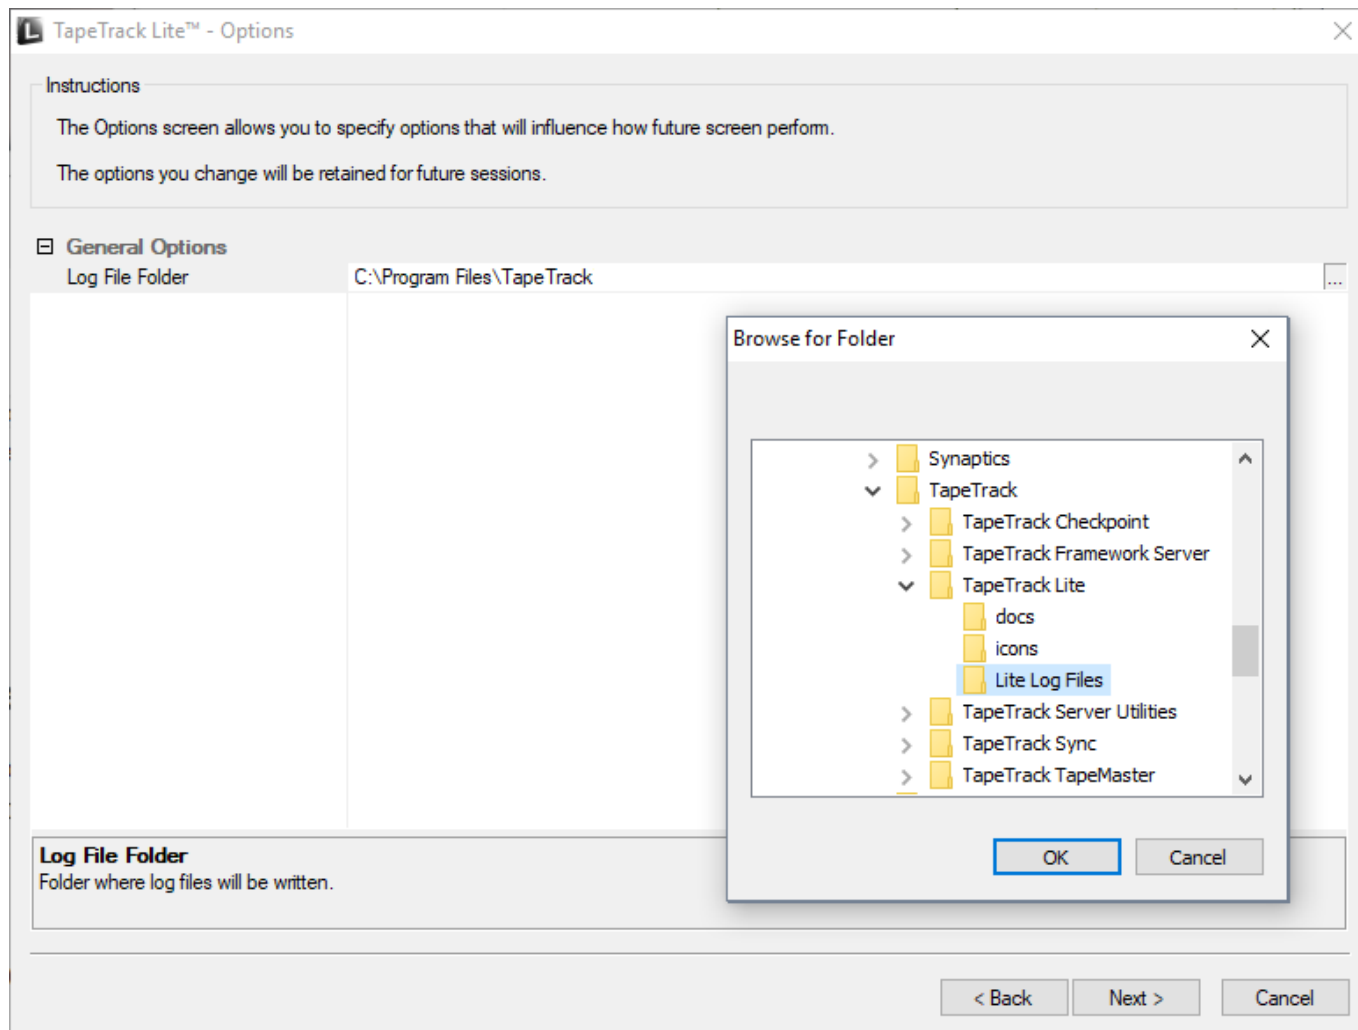 TapeTrack Lite™ - Options
Instructions
The Options screen allows you to specify options that will influence how future screen perform.
The options you change will be retained for future sessions.
General Options
Log File Folder
C:\Program Files\TapeTrack
...
Browse for Folder
Synaptics
TapeTrack
TapeTrack Checkpoint
TapeTrack Framework Server
TapeTrack Lite
docs
icons
Lite Log Files
TapeTrack Server Utilities
TapeTrack Sync
TapeTrack TapeMaster
OK
Cancel
Log File Folder
Folder where log files will be written.
< Back
Next >
Cancel